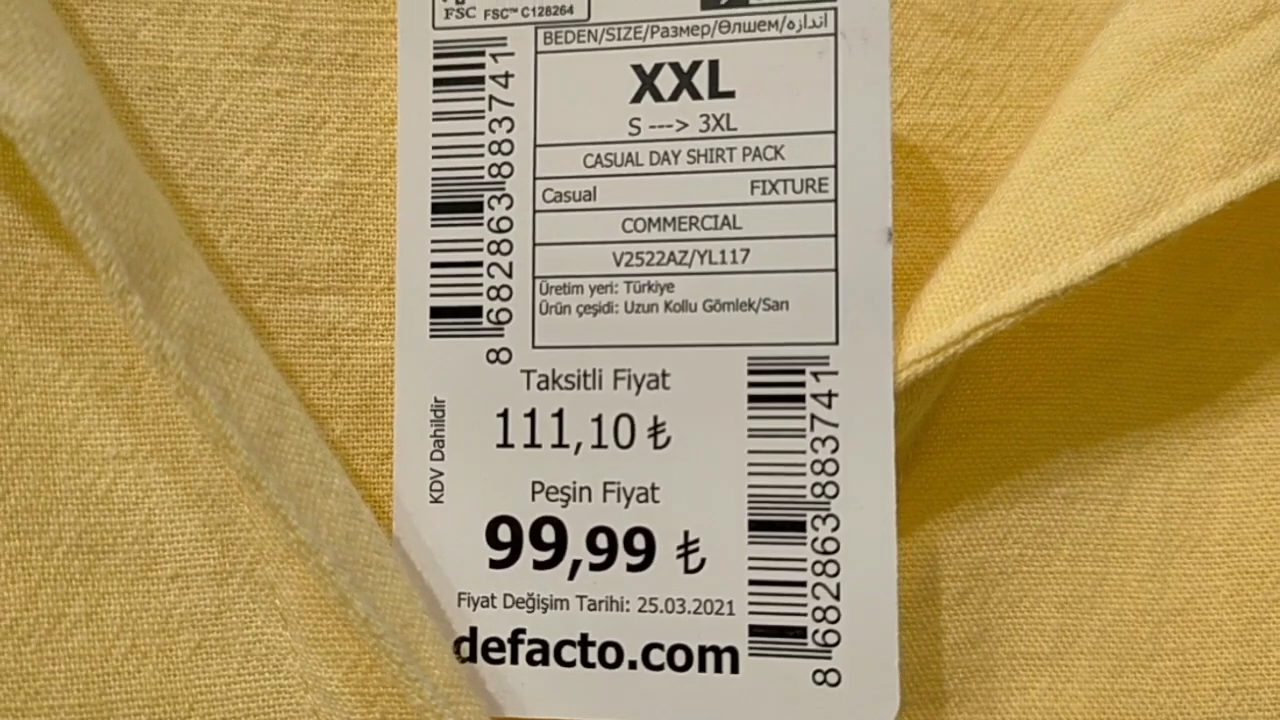 FSC FSC™ C128264
BEDEN/SIZE/Размер/Өлшем/اندازه
XXL
S ---> 3XL
CASUAL DAY SHIRT PACK
Casual FIXTURE
COMMERCIAL
V2522AZ/YL117
Üretim yeri: Türkiye
Ürün çeşidi: Uzun Kollu Gömlek/Sarı
8 682863 883741
KDV Dahildir
Taksitli Fiyat
111,10 ₺
Peşin Fiyat
99,99 ₺
Fiyat Değişim Tarihi: 25.03.2021
defacto.com
8 682863 883741